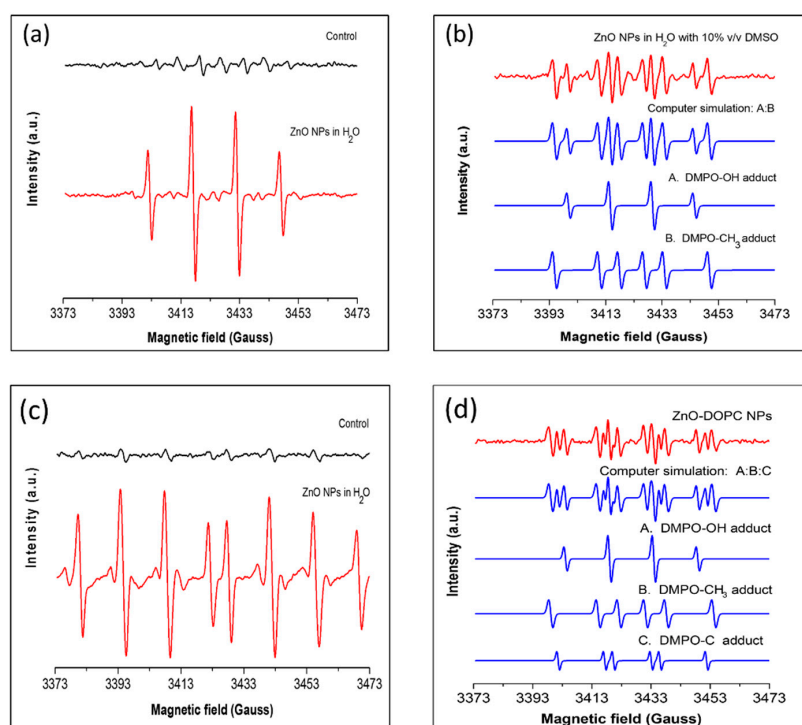 (a)
Control
ZnO NPs in H2O
Intensity (a.u.)
3373 3393 3413 3433 3453 3473
Magnetic field (Gauss)
(b)
ZnO NPs in H2O with 10% v/v DMSO
Computer simulation: A:B
A. DMPO-OH adduct
B. DMPO-CH3 adduct
Intensity (a.u.)
3373 3393 3413 3433 3453 3473
Magnetic field (Gauss)
(c)
Control
ZnO NPs in H2O
Intensity (a.u.)
3373 3393 3413 3433 3453 3473
Magnetic field (Gauss)
(d)
ZnO-DOPC NPs
Computer simulation: A:B:C
A. DMPO-OH adduct
B. DMPO-CH3 adduct
C. DMPO-C adduct
Intensity (a.u.)
3373 3393 3413 3433 3453 3473
Magnetic field (Gauss)